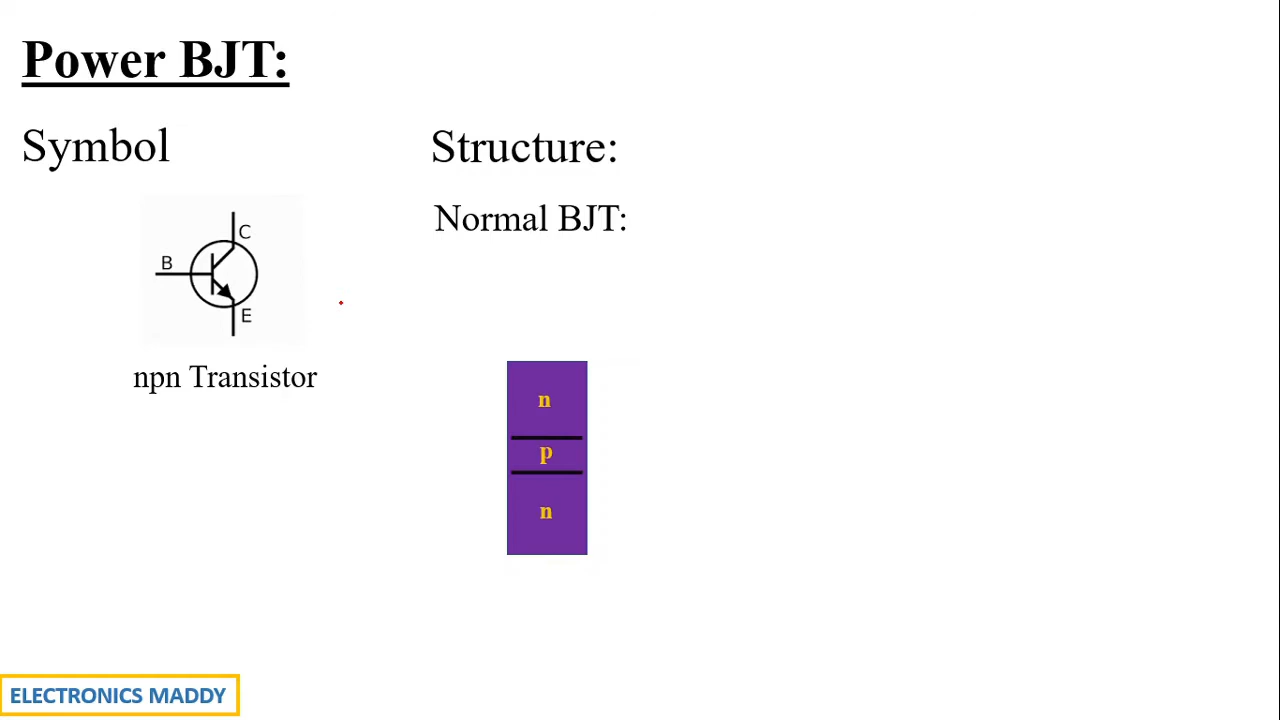 Power BJT:
Symbol
Structure:
Normal BJT:
C
B
E
npn Transistor
n
p
n
ELECTRONICS MADDY